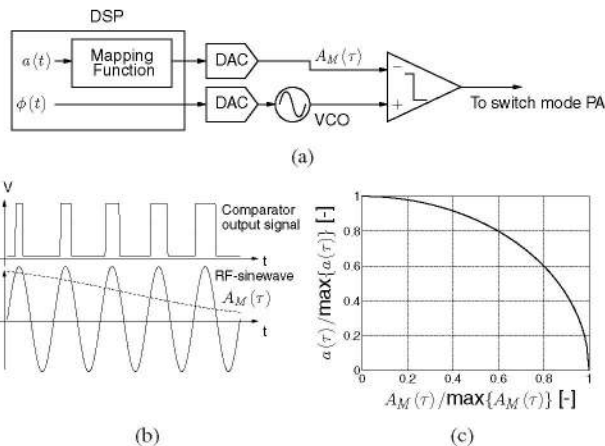 DSP
a(t)
Mapping
Function
DAC
A_M(τ)
−
ϕ(t)
DAC
VCO
+
To switch mode PA
(a)
V
Comparator
output signal
t
RF-sinewave
A_M(τ)
t
(b)
a(τ)/max{a(τ)} [-]
1
0.8
0.6
0.4
0.2
0
0 0.2 0.4 0.6 0.8 1
A_M(τ)/max{A_M(τ)} [-]
(c)